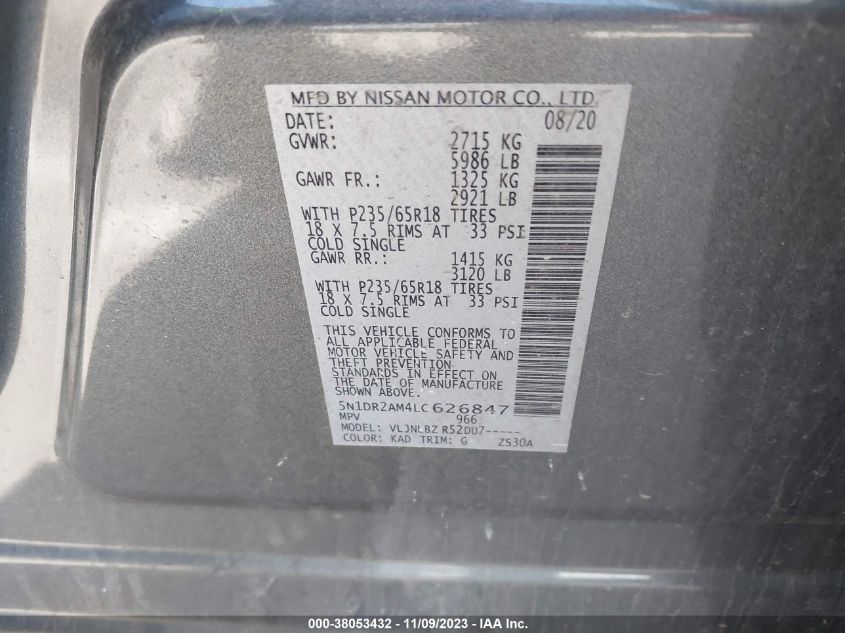 MFD BY NISSAN MOTOR CO., LTD.
DATE: 08/20
GVWR: 2715 KG
5986 LB
GAWR FR.: 1325 KG
2921 LB
WITH P235/65R18 TIRES
18 X 7.5 RIMS AT 33 PSI
COLD SINGLE
GAWR RR.: 1415 KG
3120 LB
WITH P235/65R18 TIRES
18 X 7.5 RIMS AT 33 PSI
COLD SINGLE
THIS VEHICLE CONFORMS TO
ALL APPLICABLE FEDERAL
MOTOR VEHICLE SAFETY AND
THEFT PREVENTION
STANDARDS IN EFFECT ON
THE DATE OF MANUFACTURE
SHOWN ABOVE.
5N1DR2AM4LC626847
MPV 966
MODEL: VLJNLBZ R52DU7-----
COLOR: KAD TRIM: G ZS30A
000-38053432 - 11/09/2023 - IAA Inc.